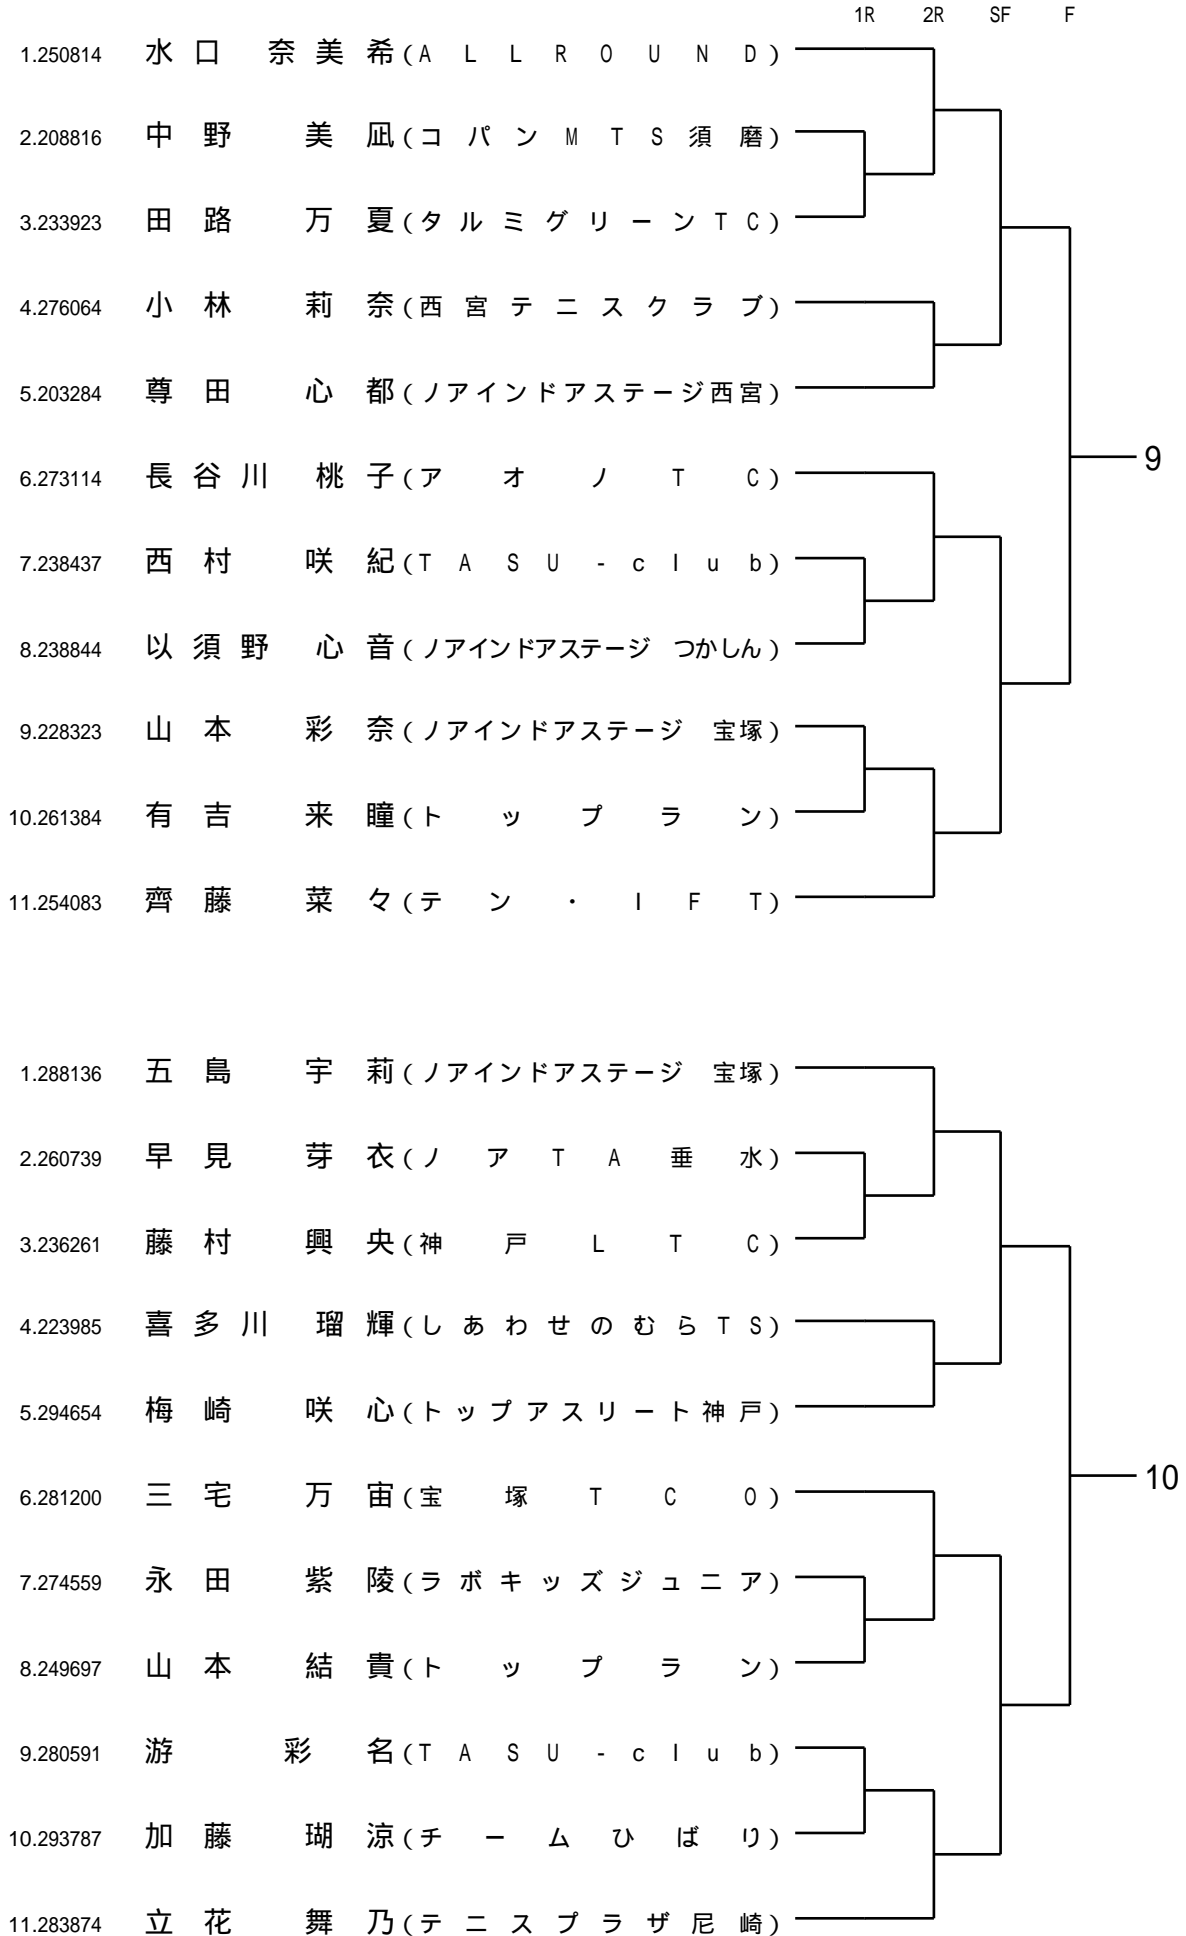 1R 2R SF F
1.250814 水口 奈美希(ALLROUND)
2.208816 中野 美凪(コパンMTS須磨)
3.233923 田路 万夏(タルミグリーンTC)
4.276064 小林 莉奈(西宮テニスクラブ)
5.203284 尊田 心都(ノアインドアステージ西宮)
6.273114 長谷川 桃子(アオノTC)
9
7.238437 西村 咲紀(TASU-club)
8.238844 以須野 心音(ノアインドアステージ つかしん)
9.228323 山本 彩奈(ノアインドアステージ 宝塚)
10.261384 有吉 来瞳(トップラン)
11.254083 齊藤 菜々(テン・IFT)
1.288136 五島 宇莉(ノアインドアステージ 宝塚)
2.260739 早見 芽衣(ノアTA垂水)
3.236261 藤村 興央(神戸LTC)
4.223985 喜多川 瑠輝(しあわせのむらTS)
5.294654 梅崎 咲心(トップアスリート神戸)
6.281200 三宅 万宙(宝塚TCO)
10
7.274559 永田 紫陵(ラボキッズジュニア)
8.249697 山本 結貴(トップラン)
9.280591 游 彩名(TASU-club)
10.293787 加藤 瑚涼(チームひばり)
11.283874 立花 舞乃(テニスプラザ尼崎)